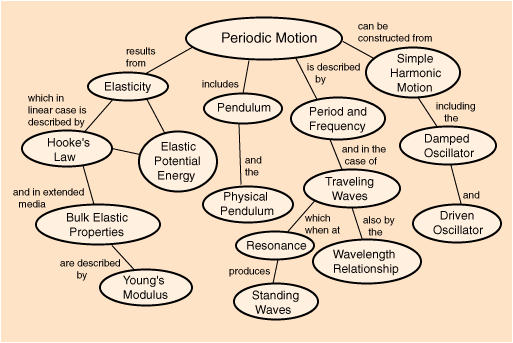 Periodic Motion
can be
constructed from
results
from
includes
is described
by
Simple
Harmonic
Motion
Elasticity
Pendulum
Period and
Frequency
which in
linear case is
described by
including
the
Hooke's
Law
Elastic
Potential
Energy
and
the
and in the
case of
Damped
Oscillator
Physical
Pendulum
Traveling
Waves
and
and in extended
media
Bulk Elastic
Properties
which
when at
also by
the
Driven
Oscillator
Resonance
Wavelength
Relationship
are described
by
produces
Young's
Modulus
Standing
Waves